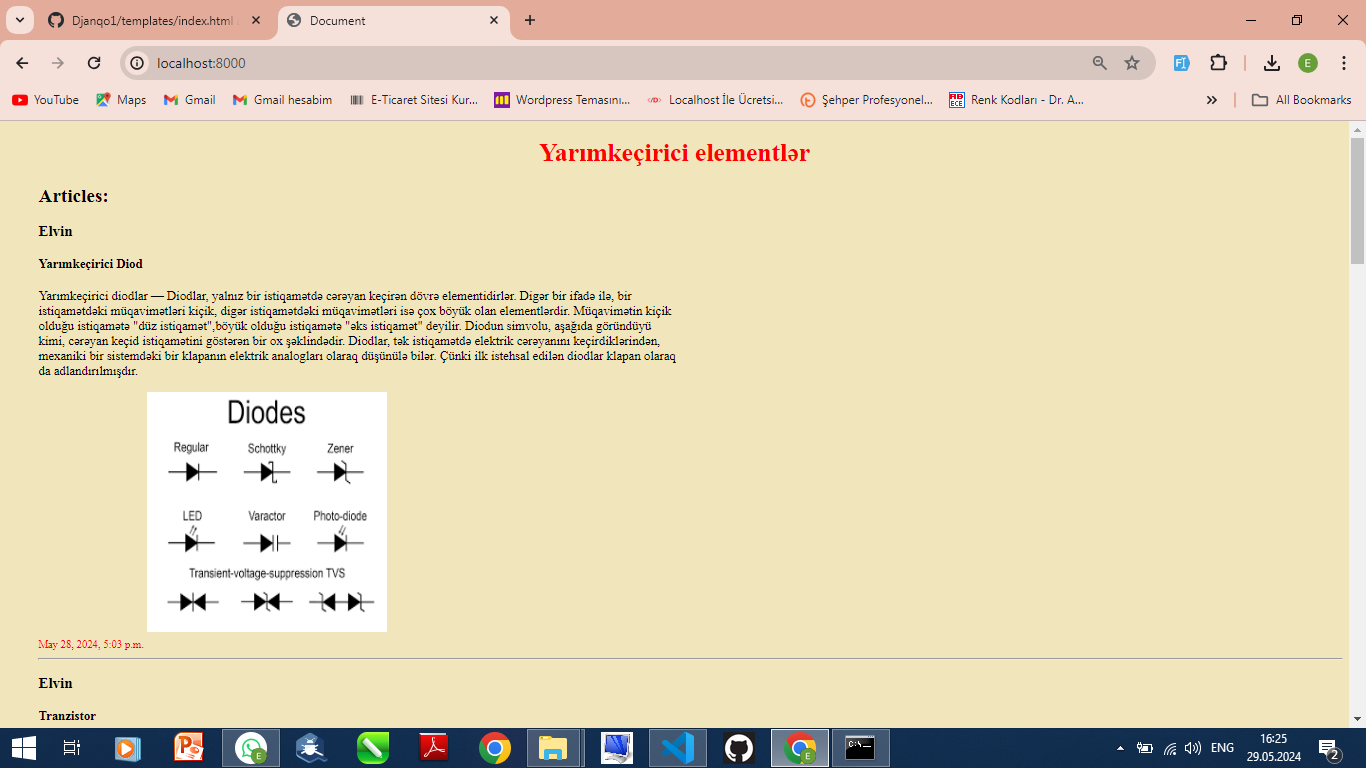 Djanqo1/templates/index.html
Document
localhost:8000
E
YouTube
Maps
Gmail
Gmail hesabim
E-Ticaret Sitesi Kur...
Wordpress Temasını...
Localhost İle Ücretsi...
Şehper Profesyonel...
Renk Kodları - Dr. A...
All Bookmarks
Yarımkeçirici elementlər
Articles:
Elvin
Yarımkeçirici Diod
Yarımkeçirici diodlar — Diodlar, yalnız bir istiqamətdə cərəyan keçirən dövrə elementidirlər. Digər bir ifadə ilə, bir
istiqamətdəki müqavimətləri kiçik, digər istiqamətdəki müqavimətləri isə çox böyük olan elementlərdir. Müqavimətin kiçik
olduğu istiqamətə "düz istiqamət",böyük olduğu istiqamətə "əks istiqamət" deyilir. Diodun simvolu, aşağıda göründüyü
kimi, cərəyan keçid istiqamətini göstərən bir ox şəklindədir. Diodlar, tək istiqamətdə elektrik cərəyanını keçirdiklərindən,
mexaniki bir sistemdəki bir klapanın elektrik analogları olaraq düşünülə bilər. Çünki ilk istehsal edilən diodlar klapan olaraq
da adlandırılmışdır.
Diodes
Regular Schottky Zener
LED Varactor Photo-diode
Transient-voltage-suppression TVS
May 28, 2024, 5:03 p.m.
Elvin
Tranzistor
ENG
16:25
29.05.2024
2